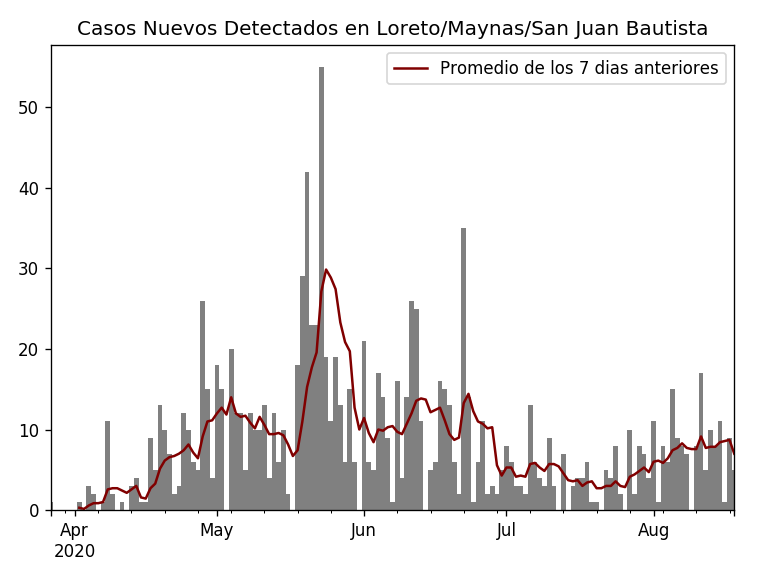 Casos Nuevos Detectados en Loreto/Maynas/San Juan Bautista
Promedio de los 7 dias anteriores
50
40
30
20
10
0
Apr May Jun Jul Aug
2020